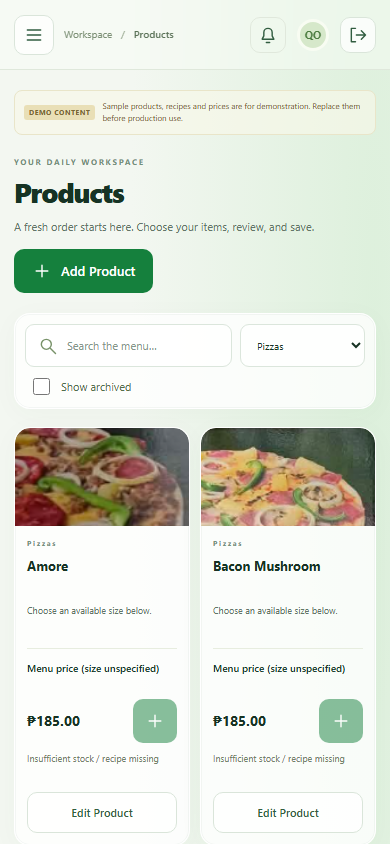 Workspace / Products
QO
DEMO CONTENT
Sample products, recipes and prices are for demonstration. Replace them
before production use.
YOUR DAILY WORKSPACE
Products
A fresh order starts here. Choose your items, review, and save.
Add Product
Search the menu...
Pizzas
Show archived
Pizzas
Amore
Choose an available size below.
Menu price (size unspecified)
₱185.00
Insufficient stock / recipe missing
Edit Product
Pizzas
Bacon Mushroom
Choose an available size below.
Menu price (size unspecified)
₱185.00
Insufficient stock / recipe missing
Edit Product